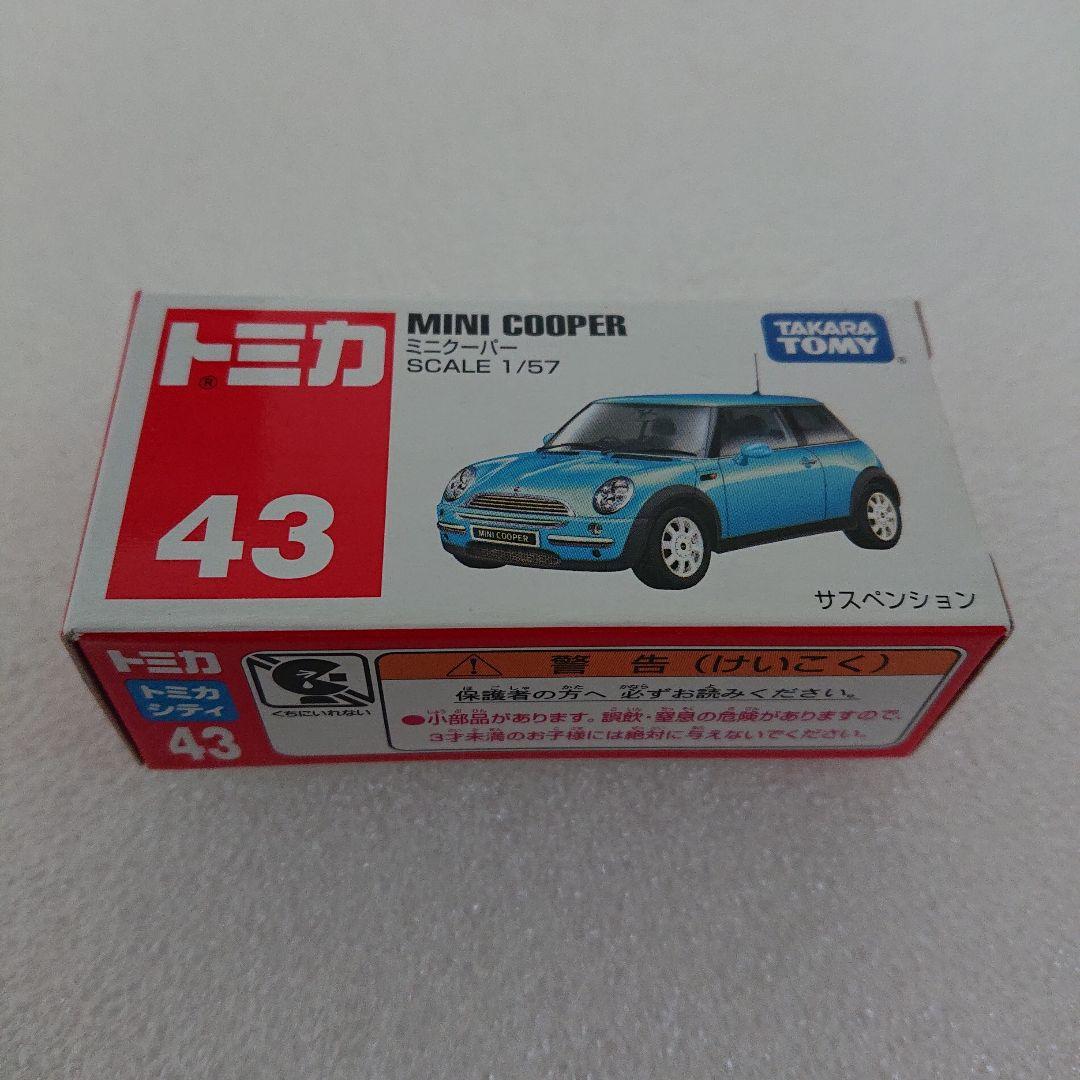 トミカ®
43
MINI COOPER
ミニクーパー
SCALE 1/57
TAKARA
TOMY®
MINI COOPER
サスペンション
トミカ
トミカ
シティ
43
くちにいれない
警告(けいこく)
保護者の方へ 必ずお読みください。
●小部品があります。誤飲・窒息の危険がありますので、
3才未満のお子様には絶対に与えないでください。